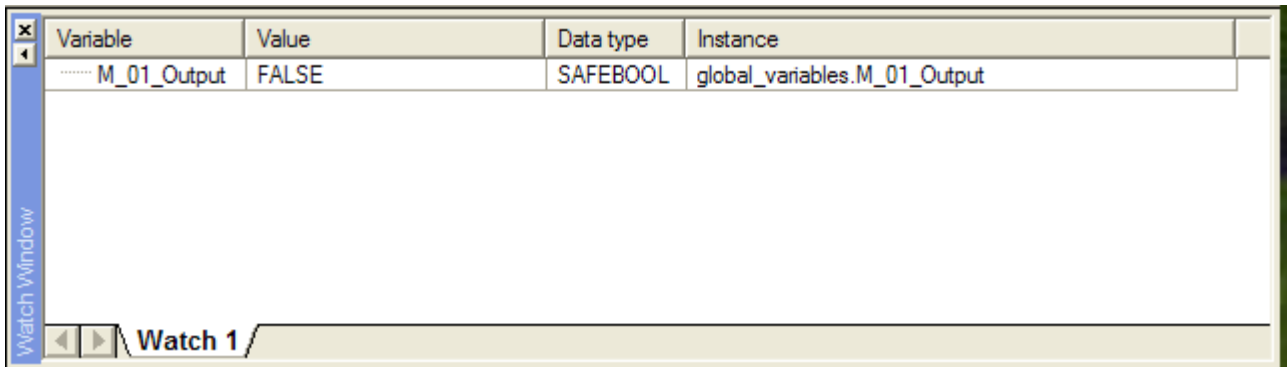 Variable Value Data type Instance
M_01_Output FALSE SAFEBOOL global_variables.M_01_Output
Watch Window
Watch 1